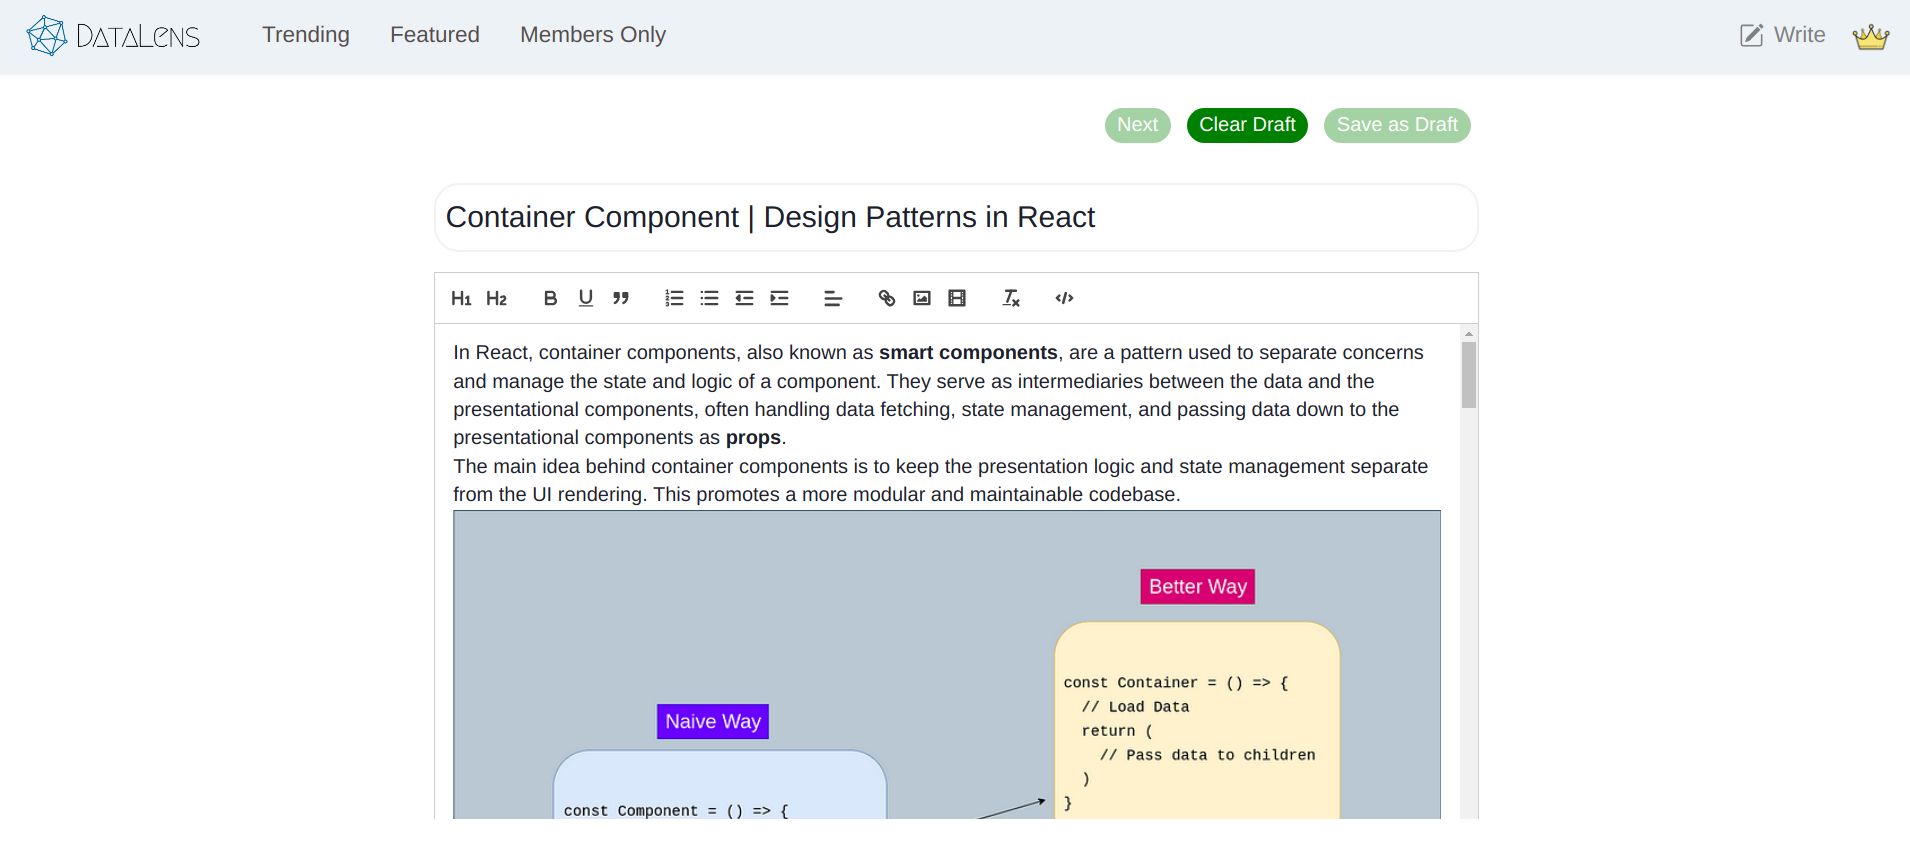 DATALENS Trending Featured Members Only Write
Next Clear Draft Save as Draft
Container Component | Design Patterns in React
H1 H2 B U
In React, container components, also known as smart components, are a pattern used to separate concerns
and manage the state and logic of a component. They serve as intermediaries between the data and the
presentational components, often handling data fetching, state management, and passing data down to the
presentational components as props.
The main idea behind container components is to keep the presentation logic and state management separate
from the UI rendering. This promotes a more modular and maintainable codebase.
Better Way
const Container = () => {
// Load Data
return (
// Pass data to children
)
}
Naive Way
const Component = () => {